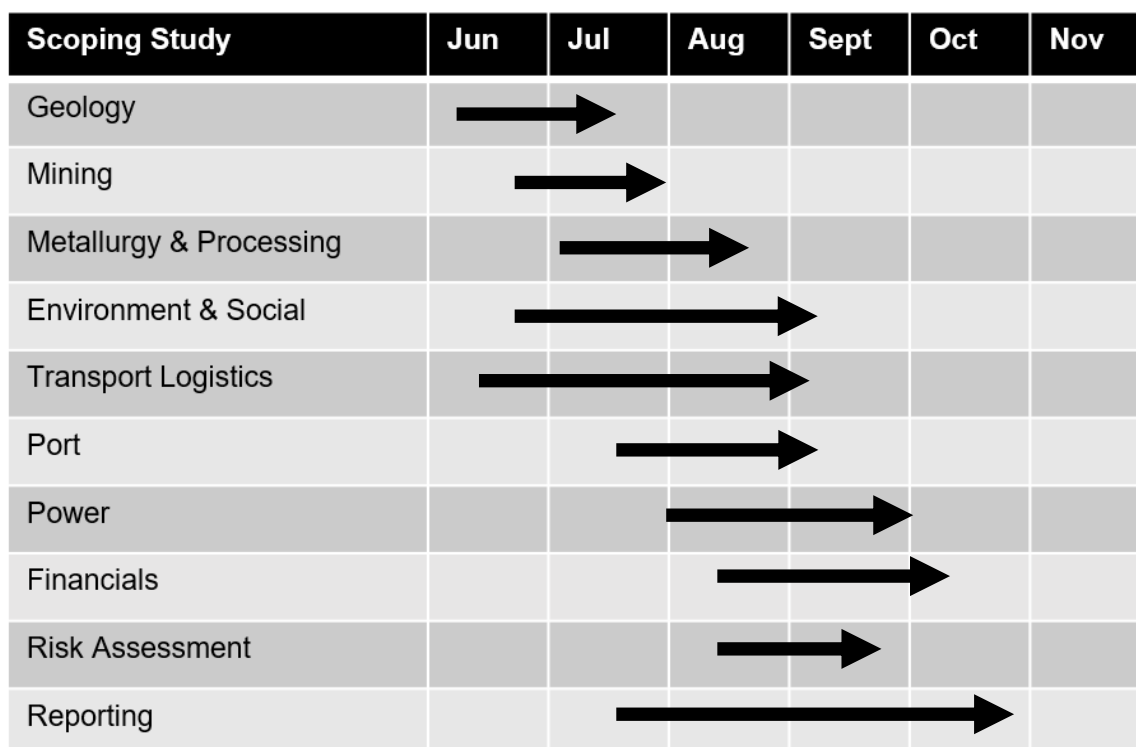 Scoping Study Jun Jul Aug Sept Oct Nov
Geology
Mining
Metallurgy & Processing
Environment & Social
Transport Logistics
Port
Power
Financials
Risk Assessment
Reporting